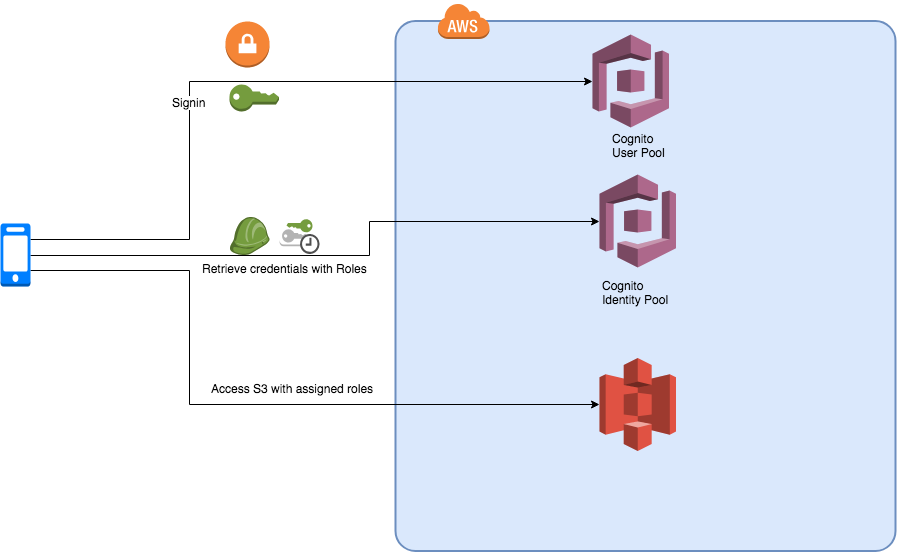 AWS
Signin
Cognito
User Pool
Retrieve credentials with Roles
Cognito
Identity Pool
Access S3 with assigned roles